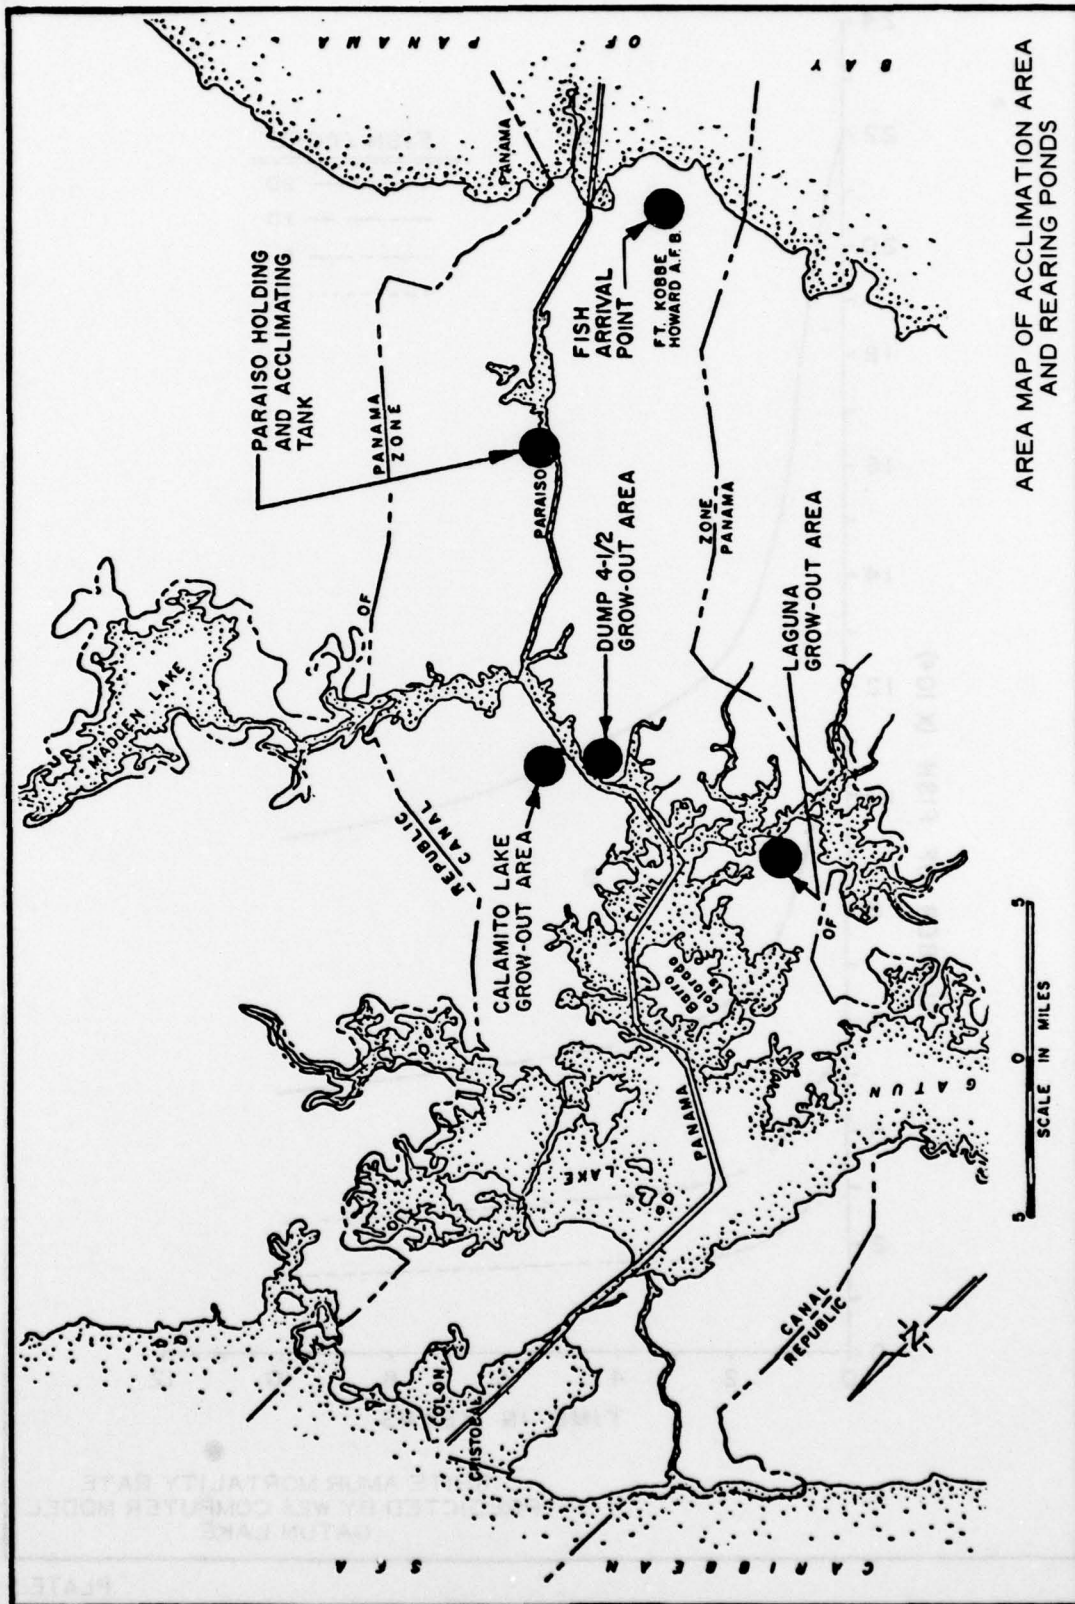 AREA MAP OF ACCLIMATION AREA
AND REARING PONDS
PARAISO HOLDING
AND ACCLIMATING
TANK
PANAMA
ZONE
OF
REPUBLIC
CANAL
MADDEN LAKE
PARAISO
PANAMA
BAY
OF
PANAMA
FISH
ARRIVAL
POINT
FT. KOBBE
HOWARD A.F.B.
DUMP 4-1/2
GROW-OUT AREA
ZONE
PANAMA
LAGUNA
GROW-OUT AREA
OF
CALAMITO LAKE
GROW-OUT AREA
CANAL
Barro
Colorado
Is.
PANAMA
LAKE
GATUN
CANAL
REPUBLIC
COLON
CRISTOBAL
CARIBBEAN SEA
N
5 0 5
SCALE IN MILES